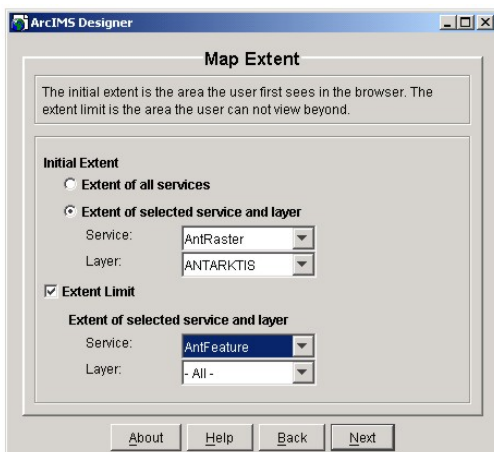 ArcIMS Designer
Map Extent
The initial extent is the area the user first sees in the browser. The
extent limit is the area the user can not view beyond.
Initial Extent
Extent of all services
Extent of selected service and layer
Service: AntRaster
Layer: ANTARKTIS
Extent Limit
Extent of selected service and layer
Service: AntFeature
Layer: - All -
About Help Back Next